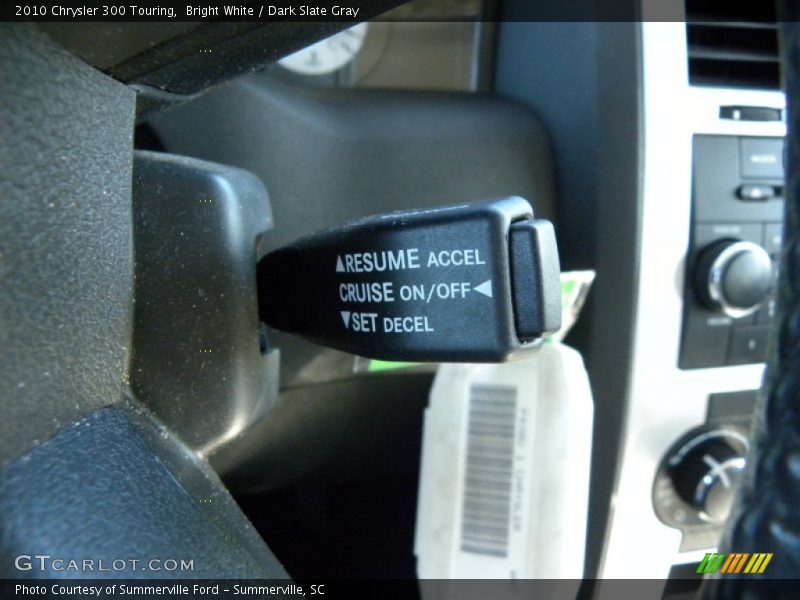 2010 Chrysler 300 Touring,  Bright White / Dark Slate Gray
▲RESUME ACCEL
CRUISE ON/OFF◄
▼SET DECEL
GTCARLOT.COM
Photo Courtesy of Summerville Ford – Summerville, SC